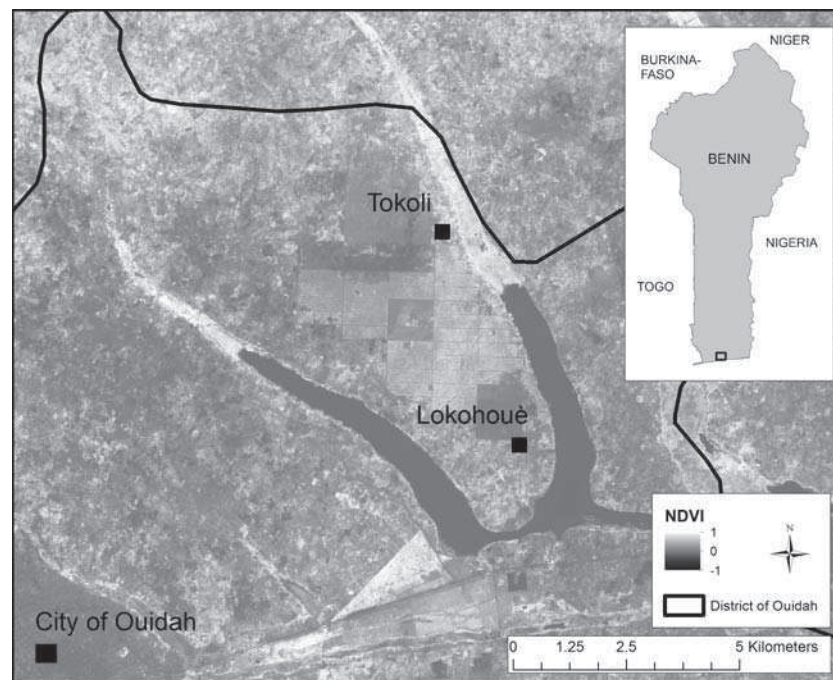 NIGER
BURKINA-
FASO
BENIN
NIGERIA
TOGO
Tokoli
Lokohouè
City of Ouidah
NDVI
1
0
-1
N
District of Ouidah
0 1.25 2.5 5 Kilometers